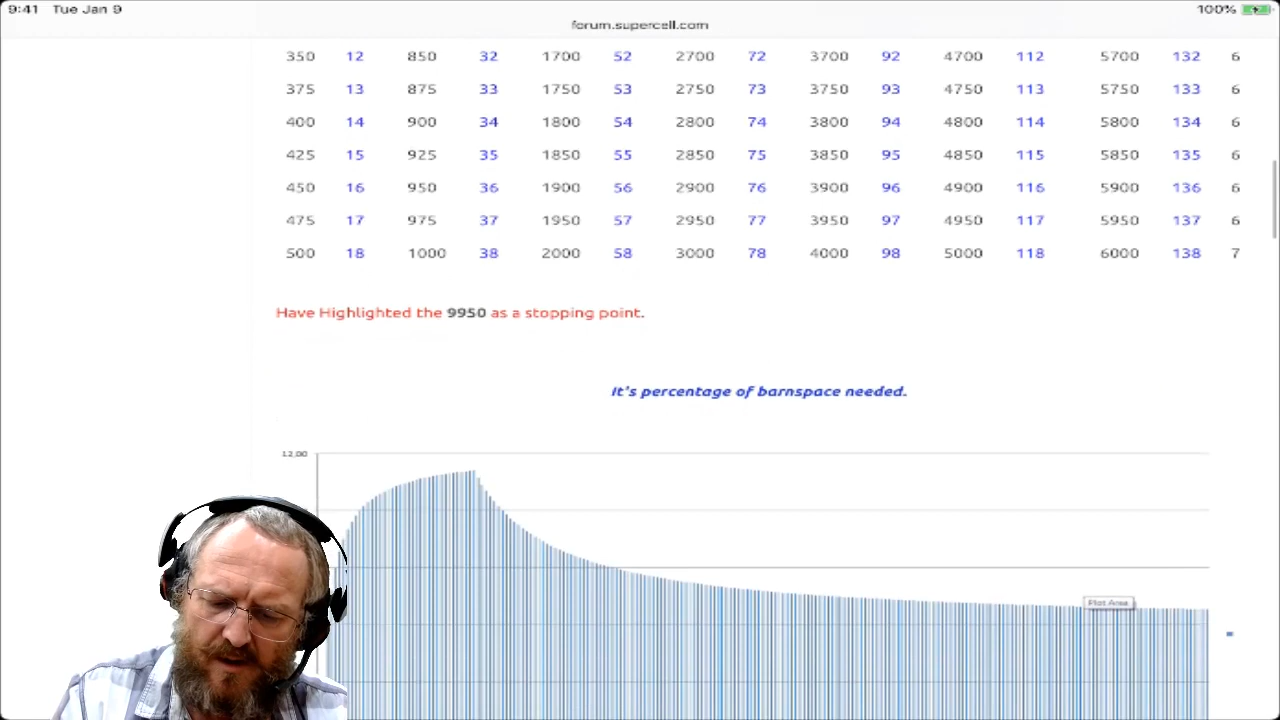 9:41 Tue Jan 9 100%
forum.supercell.com
350 12 850 32 1700 52 2700 72 3700 92 4700 112 5700 132 6
375 13 875 33 1750 53 2750 73 3750 93 4750 113 5750 133 6
400 14 900 34 1800 54 2800 74 3800 94 4800 114 5800 134 6
425 15 925 35 1850 55 2850 75 3850 95 4850 115 5850 135 6
450 16 950 36 1900 56 2900 76 3900 96 4900 116 5900 136 6
475 17 975 37 1950 57 2950 77 3950 97 4950 117 5950 137 6
500 18 1000 38 2000 58 3000 78 4000 98 5000 118 6000 138 7
Have Highlighted the 9950 as a stopping point.
It's percentage of barnspace needed.
12,00
Plot Area